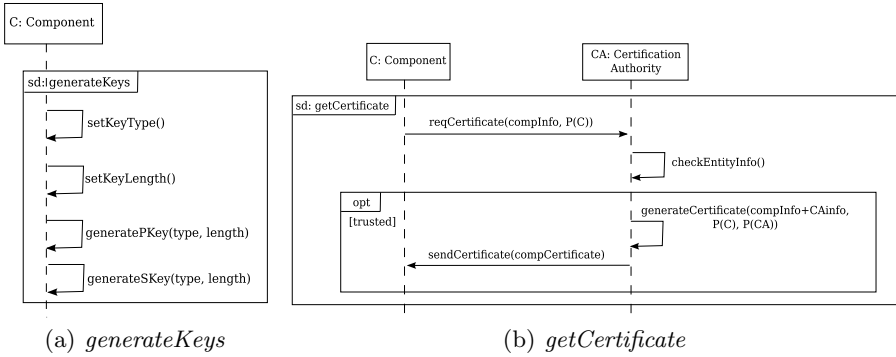 C: Component
sd: generateKeys
setKeyType()
setKeyLength()
generatePKey(type, length)
generateSKey(type, length)
(a) generateKeys
C: Component
CA: Certification
Authority
sd: getCertificate
reqCertificate(compInfo, P(C))
checkEntityInfo()
opt
[trusted]
generateCertificate(compInfo+CAinfo,
P(C), P(CA))
sendCertificate(compCertificate)
(b) getCertificate